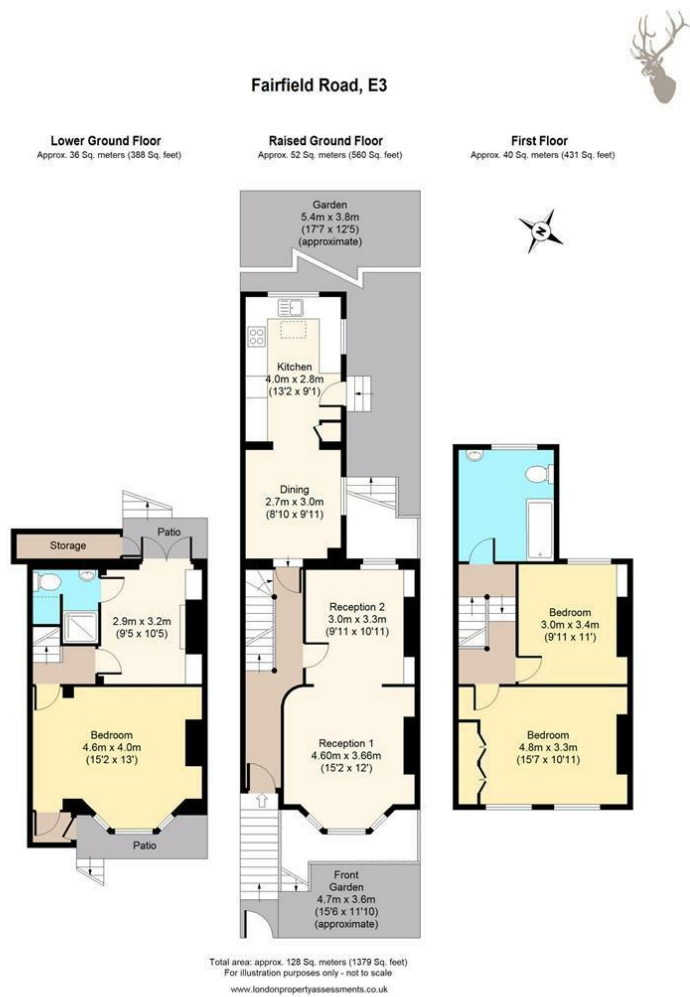 Fairfield Road, E3
Lower Ground Floor
Approx. 36 Sq. meters (388 Sq. feet)
Raised Ground Floor
Approx. 52 Sq. meters (560 Sq. feet)
First Floor
Approx. 40 Sq. meters (431 Sq. feet)
Garden
5.4m x 3.8m
(17'7 x 12'5)
(approximate)
N
Kitchen
4.0m x 2.8m
(13'2 x 9'1)
Dining
2.7m x 3.0m
(8'10 x 9'11)
Patio
Storage
2.9m x 3.2m
(9'5 x 10'5)
Bedroom
4.6m x 4.0m
(15'2 x 13')
Patio
Reception 2
3.0m x 3.3m
(9'11 x 10'11)
Reception 1
4.60m x 3.66m
(15'2 x 12')
Front
Garden
4.7m x 3.6m
(15'6 x 11'10)
(approximate)
Bedroom
3.0m x 3.4m
(9'11 x 11')
Bedroom
4.8m x 3.3m
(15'7 x 10'11)
Total area: approx. 128 Sq. meters (1379 Sq. feet)
For illustration purposes only - not to scale
www.londonpropertyassessments.co.uk